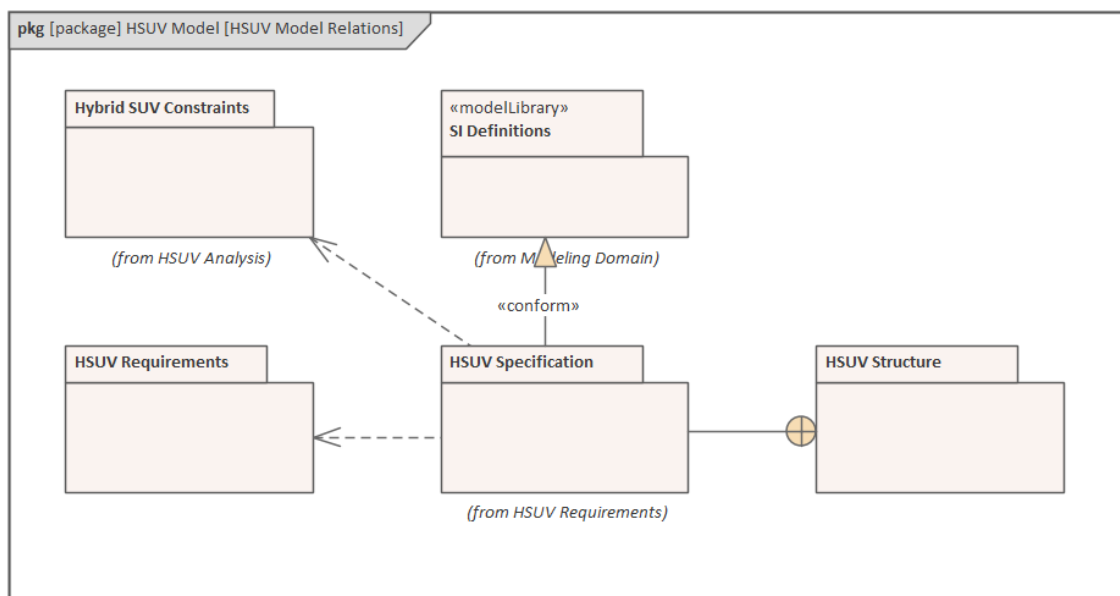 pkg [package] HSUV Model [HSUV Model Relations]
Hybrid SUV Constraints
«modelLibrary»
SI Definitions
(from HSUV Analysis)
(from Modeling Domain)
«conform»
HSUV Requirements
HSUV Specification
HSUV Structure
(from HSUV Requirements)